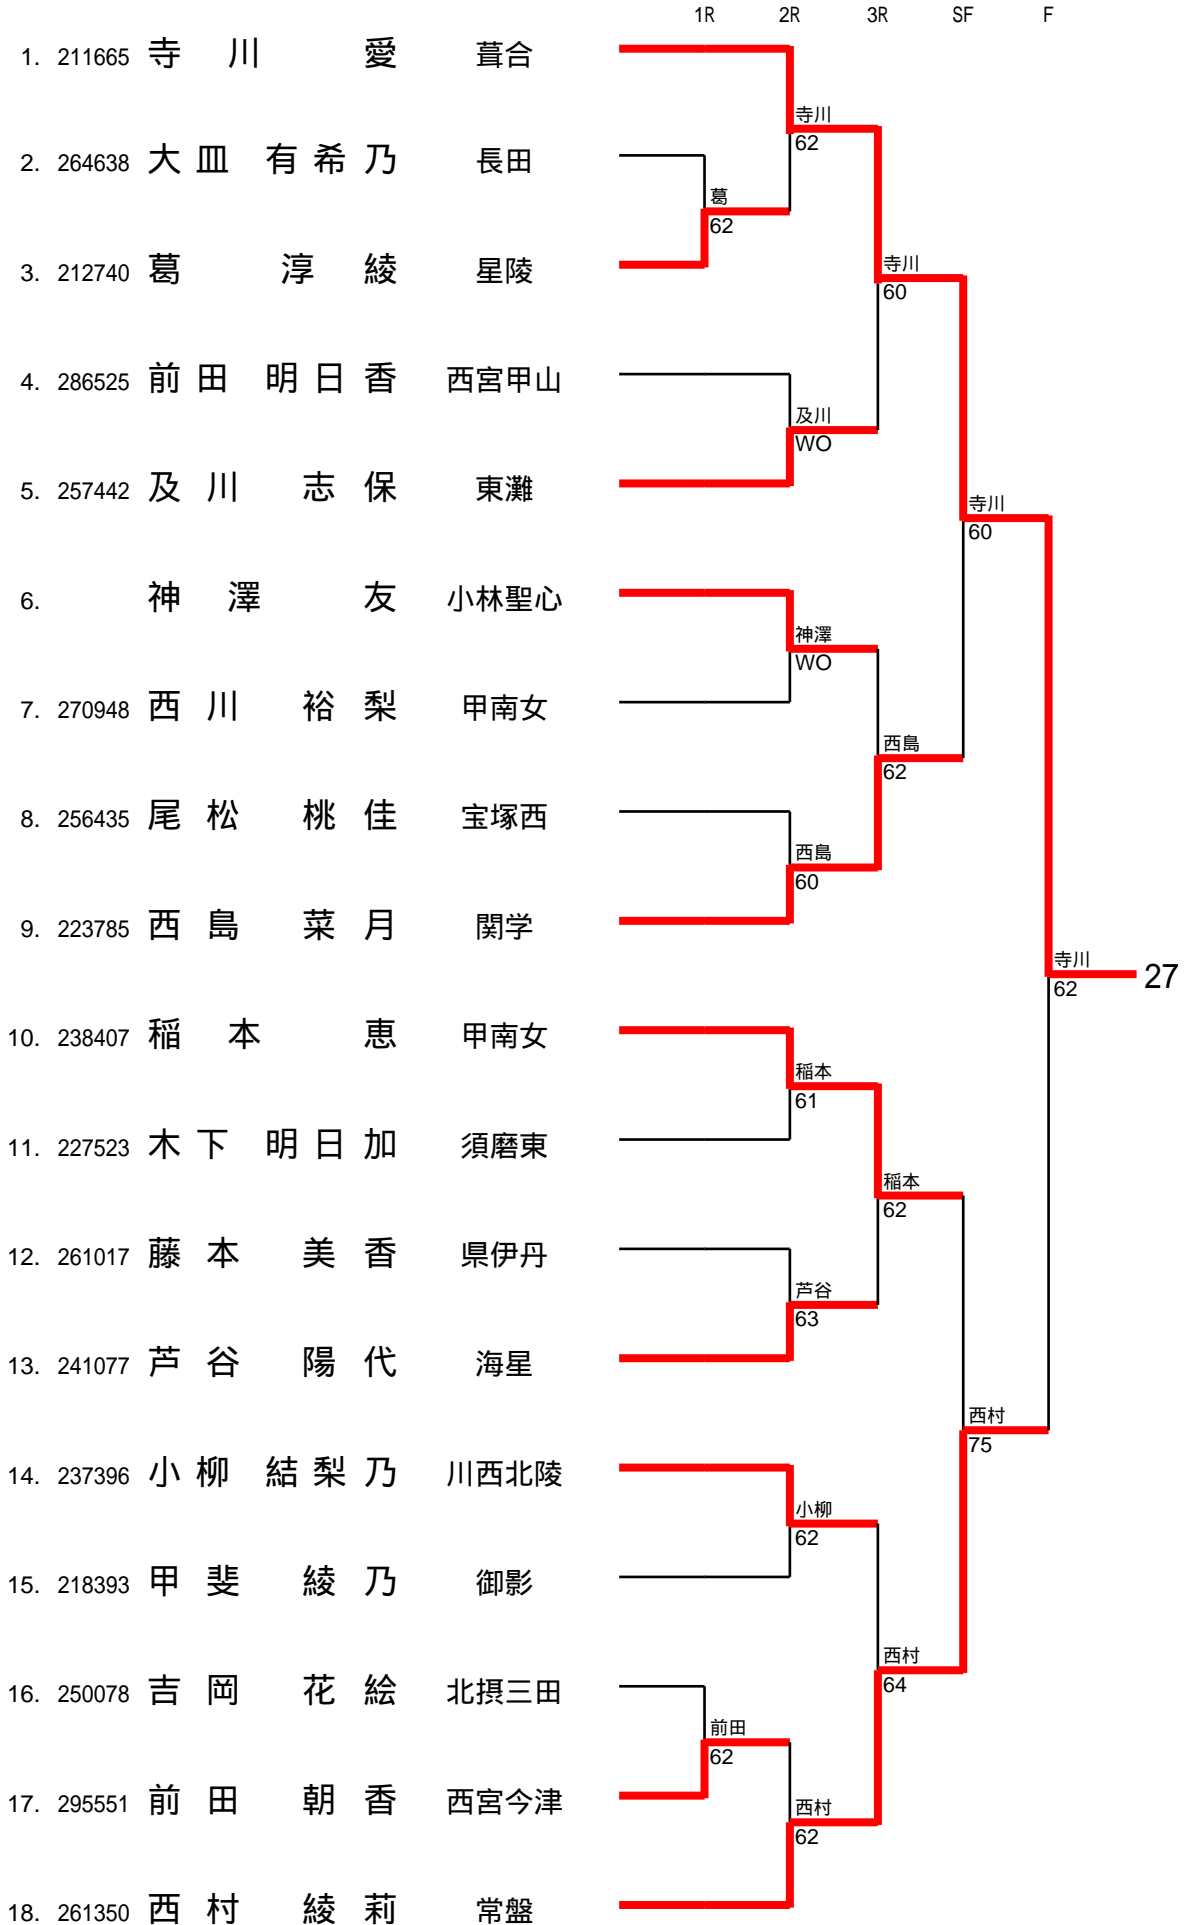 1R 2R 3R SF F
1. 211665 寺川 愛 葺合
寺川
62
2. 264638 大皿 有希乃 長田
葛
62
3. 212740 葛 淳綾 星陵
寺川
60
4. 286525 前田 明日香 西宮甲山
及川
WO
5. 257442 及川 志保 東灘
寺川
60
6. 神澤 友 小林聖心
神澤
WO
7. 270948 西川 裕梨 甲南女
西島
62
8. 256435 尾松 桃佳 宝塚西
西島
60
9. 223785 西島 菜月 関学
寺川
62
27
10. 238407 稲本 恵 甲南女
稲本
61
11. 227523 木下 明日加 須磨東
稲本
62
12. 261017 藤本 美香 県伊丹
芦谷
63
13. 241077 芦谷 陽代 海星
西村
75
14. 237396 小柳 結梨乃 川西北陵
小柳
62
15. 218393 甲斐 綾乃 御影
西村
64
16. 250078 吉岡 花絵 北摂三田
前田
62
17. 295551 前田 朝香 西宮今津
西村
62
18. 261350 西村 綾莉 常盤